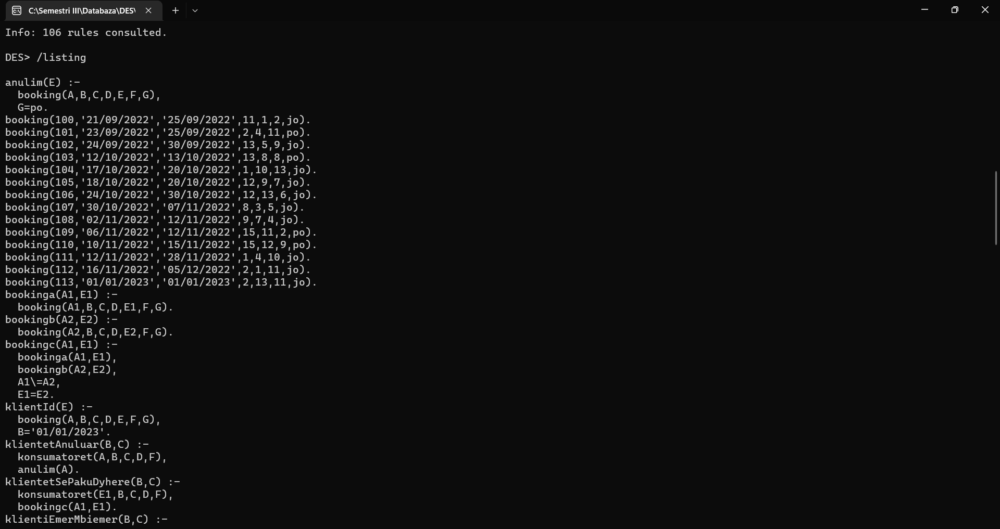 C:\Semestri III\Databaza\DES\
Info: 106 rules consulted.
DES> /listing
anulim(E) :-
  booking(A,B,C,D,E,F,G),
  G=po.
booking(100,'21/09/2022','25/09/2022',11,1,2,jo).
booking(101,'23/09/2022','25/09/2022',2,4,11,po).
booking(102,'24/09/2022','30/09/2022',13,5,9,jo).
booking(103,'12/10/2022','13/10/2022',13,8,8,po).
booking(104,'17/10/2022','20/10/2022',1,10,13,jo).
booking(105,'18/10/2022','20/10/2022',12,9,7,jo).
booking(106,'24/10/2022','30/10/2022',12,13,6,jo).
booking(107,'30/10/2022','07/11/2022',8,3,5,jo).
booking(108,'02/11/2022','12/11/2022',9,7,4,jo).
booking(109,'06/11/2022','12/11/2022',15,11,2,po).
booking(110,'10/11/2022','15/11/2022',15,12,9,po).
booking(111,'12/11/2022','28/11/2022',1,4,10,jo).
booking(112,'16/11/2022','05/12/2022',2,1,11,jo).
booking(113,'01/01/2023','01/01/2023',2,13,11,jo).
bookinga(A1,E1) :-
  booking(A1,B,C,D,E1,F,G).
bookingb(A2,E2) :-
  booking(A2,B,C,D,E2,F,G).
bookingc(A1,E1) :-
  bookinga(A1,E1),
  bookingb(A2,E2),
  A1\=A2,
  E1=E2.
klientId(E) :-
  booking(A,B,C,D,E,F,G),
  B='01/01/2023'.
klientetAnuluar(B,C) :-
  konsumatoret(A,B,C,D,F),
  anulim(A).
klientetSePakuDyhere(B,C) :-
  konsumatoret(E1,B,C,D,F),
  bookingc(A1,E1).
klientiEmerMbiemer(B,C) :-